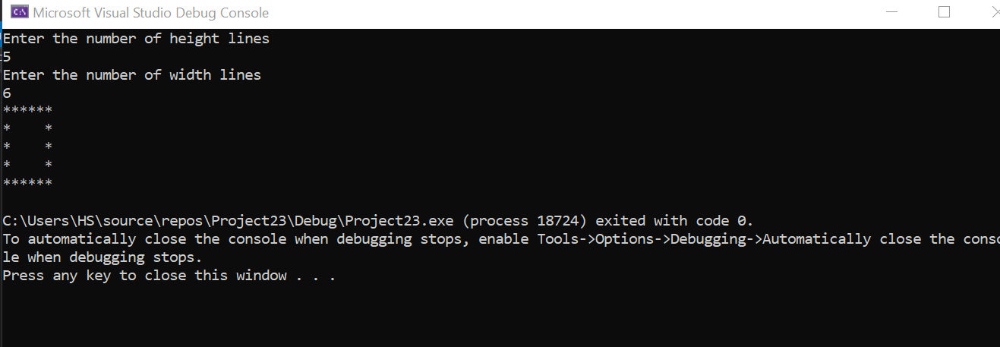 Microsoft Visual Studio Debug Console
Enter the number of height lines
5
Enter the number of width lines
6
******
*    *
*    *
*    *
******
C:\Users\HS\source\repos\Project23\Debug\Project23.exe (process 18724) exited with code 0.
To automatically close the console when debugging stops, enable Tools->Options->Debugging->Automatically close the conso
le when debugging stops.
Press any key to close this window . . .